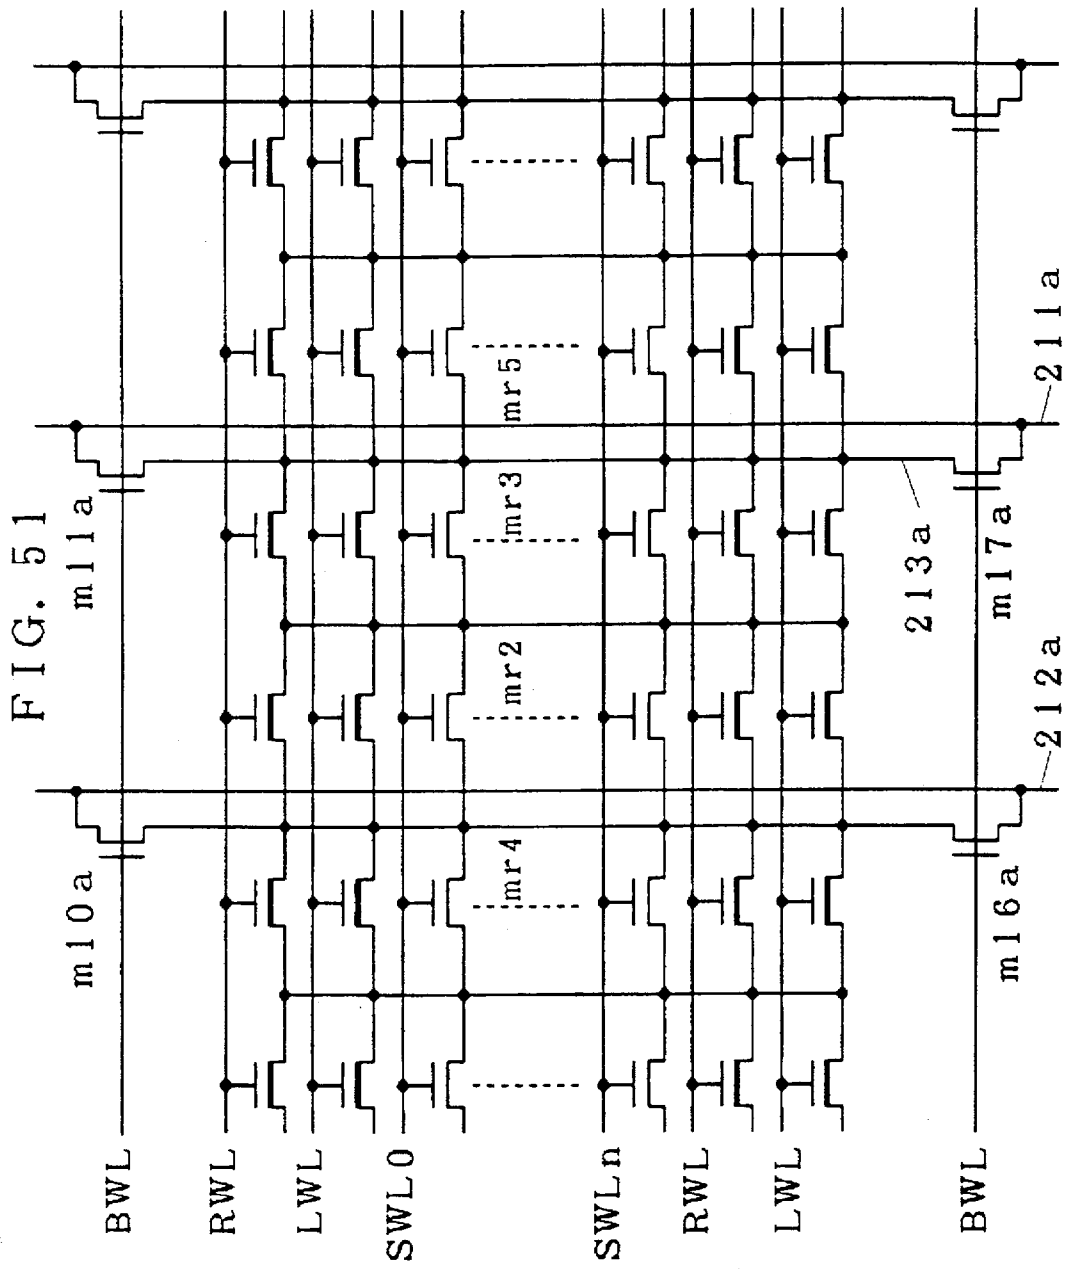 FIG. 51
BWL
RWL
LWL
SWL0
SWLn
RWL
LWL
BWL
m10a
m11a
mr4
mr2
mr3
mr5
m16a
m17a
213a
212a
211a